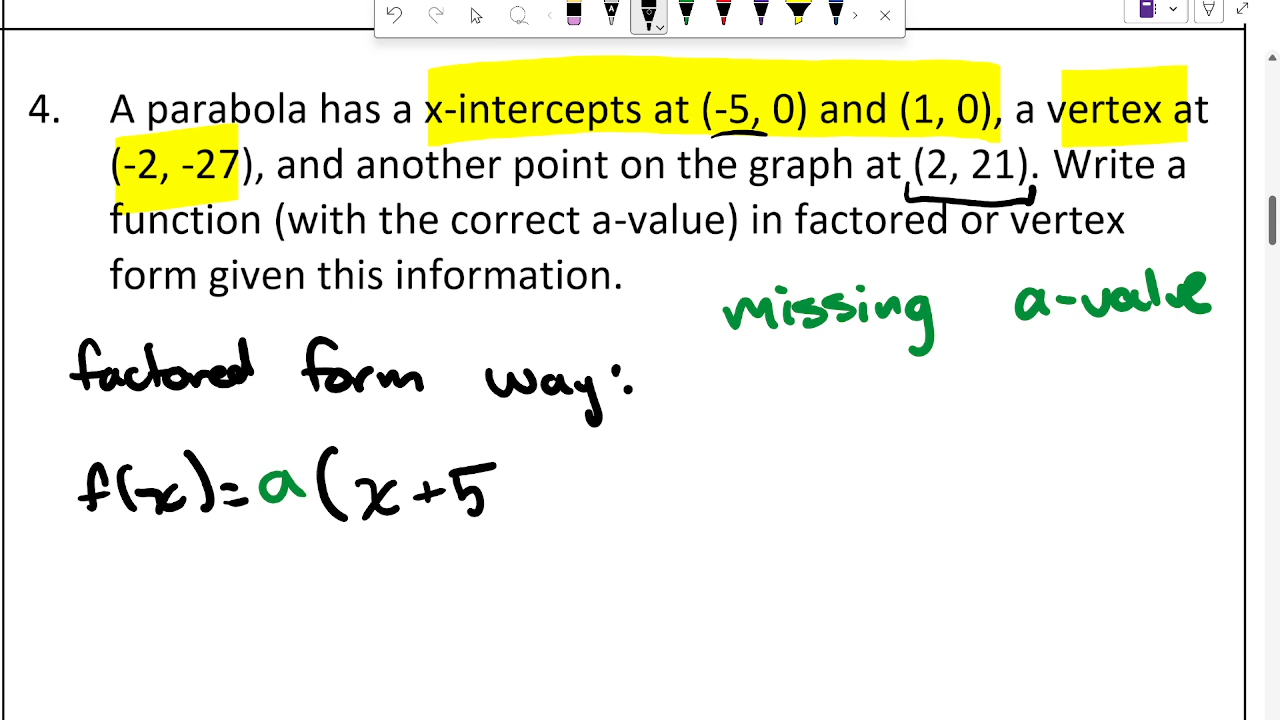 4. A parabola has a x-intercepts at (-5, 0) and (1, 0), a vertex at
(-2, -27), and another point on the graph at (2, 21). Write a
function (with the correct a-value) in factored or vertex
form given this information.
missing a-value
factored form way:
f(x)=a(x+5